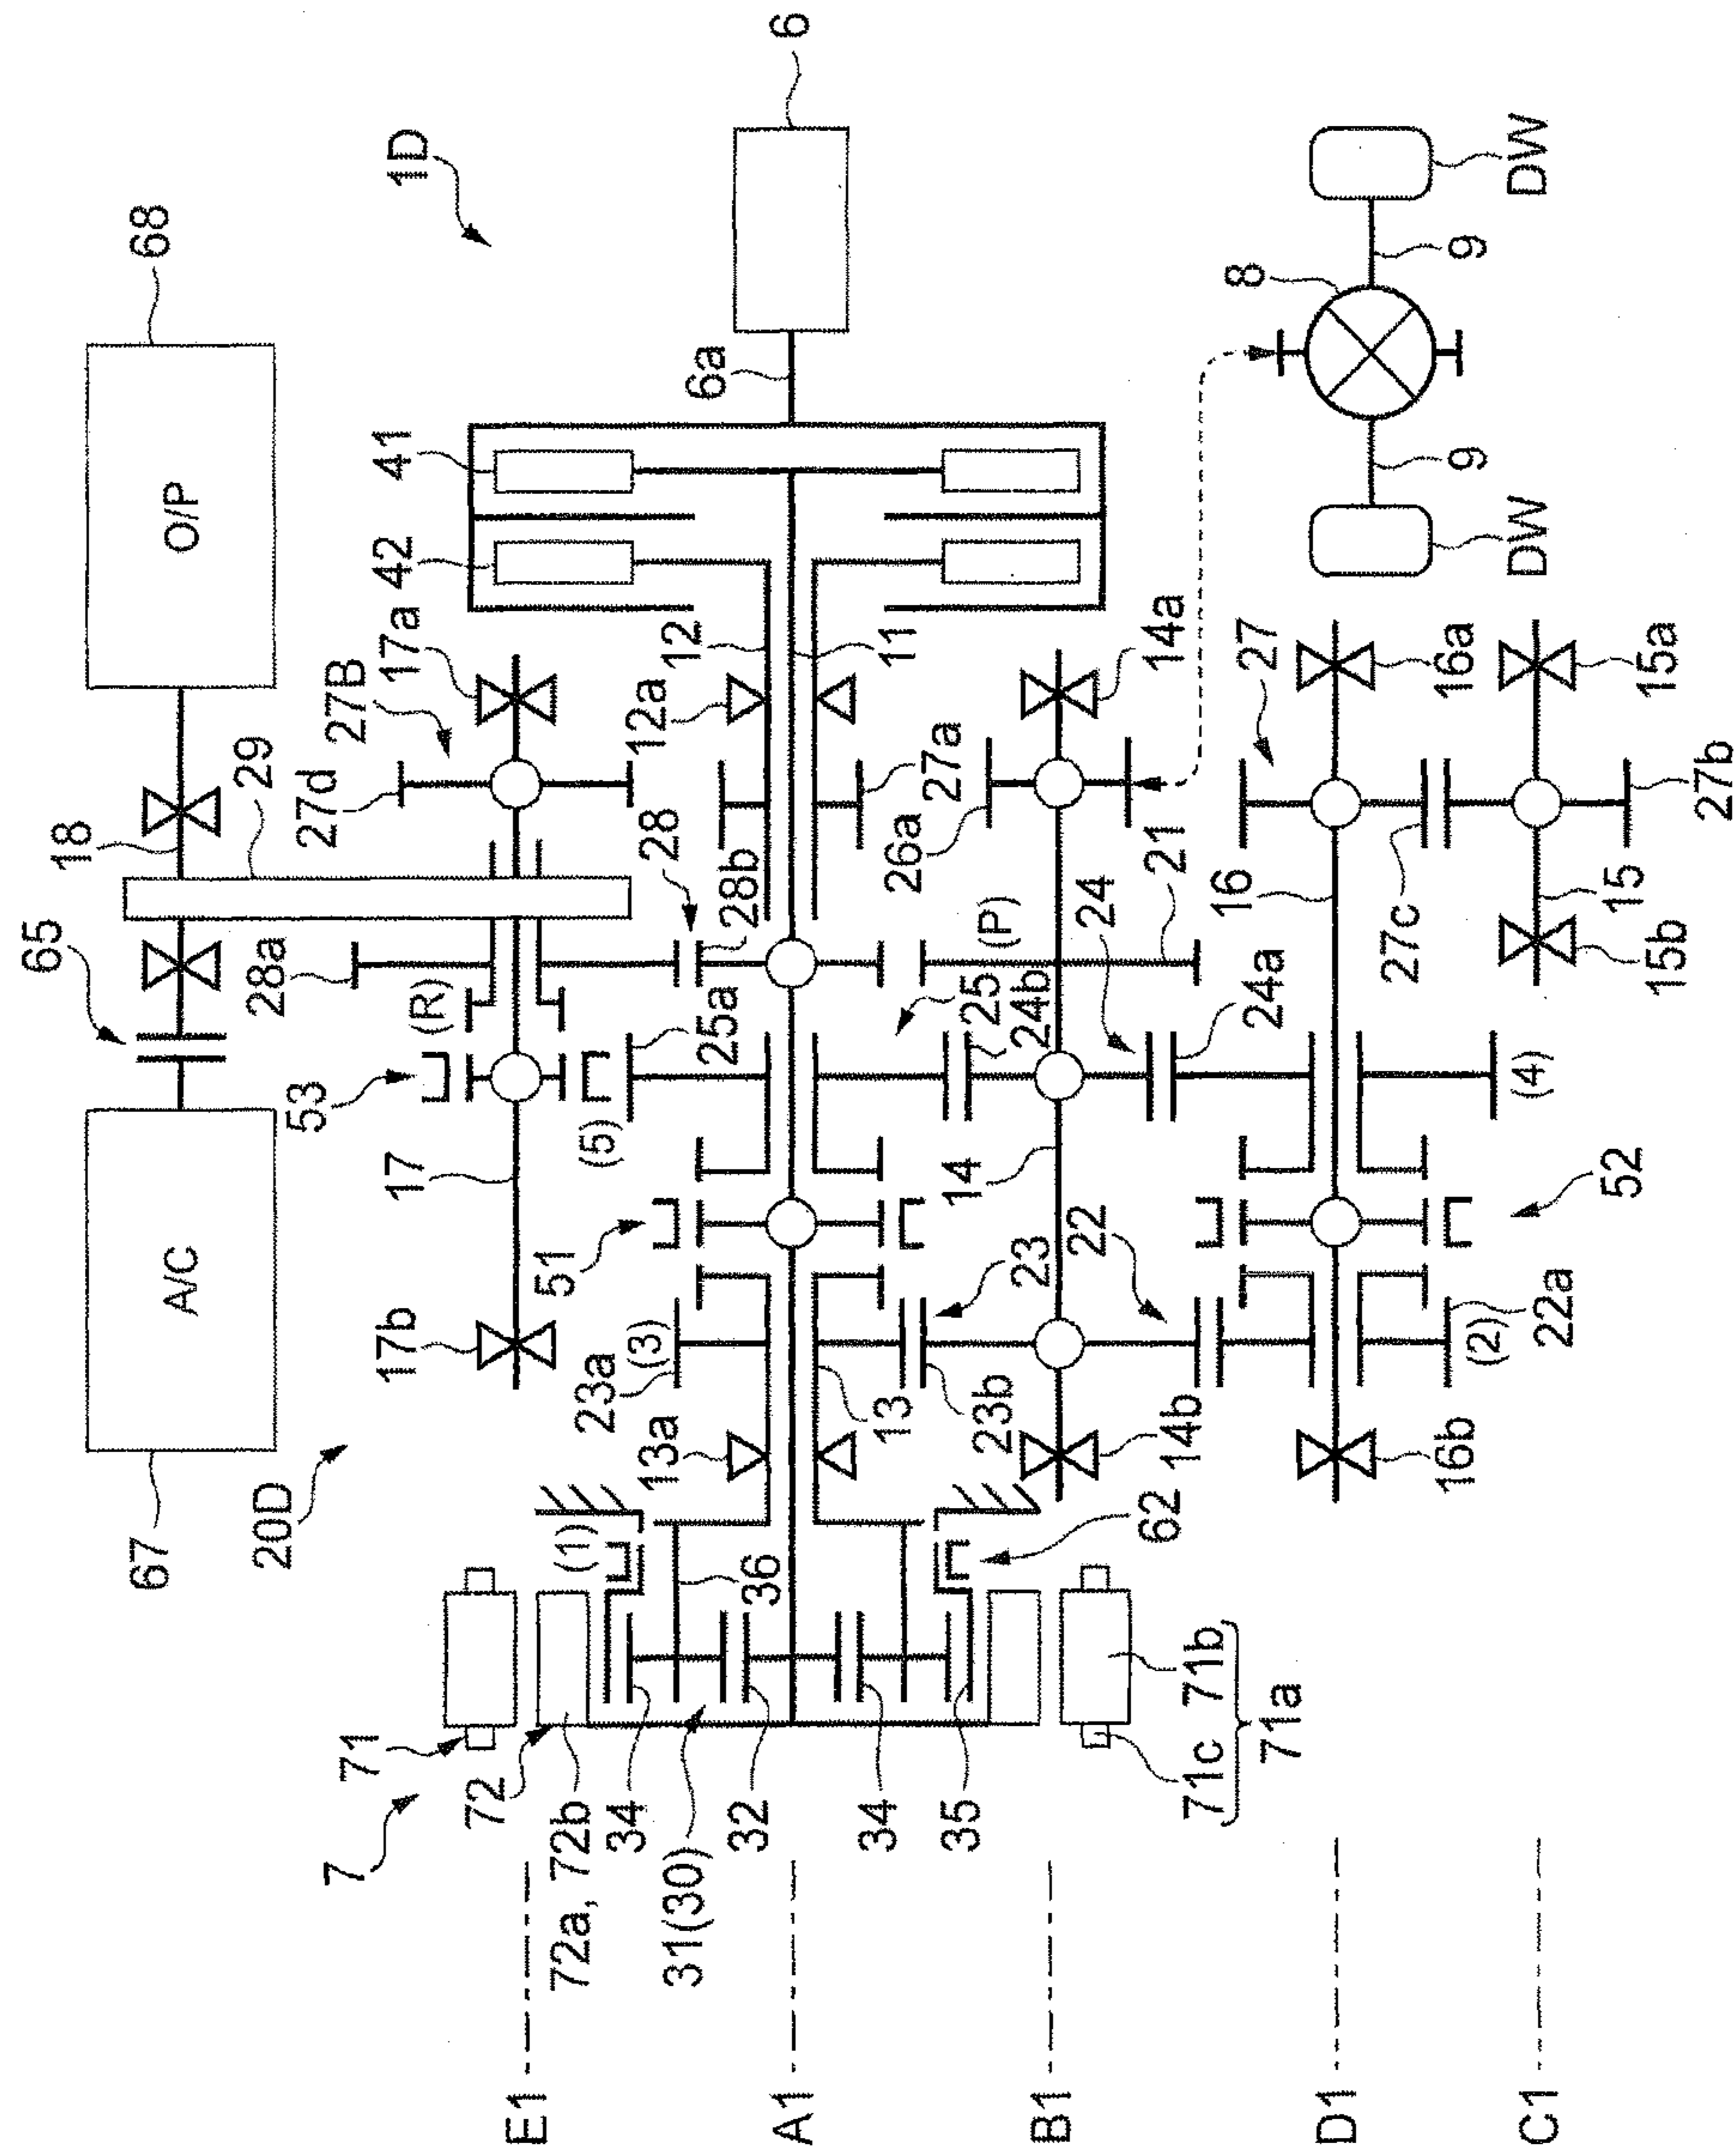 6
1D
68
O/P
6a
41
42
17a
27B
27d
12
12a
11
27a
28
28b
29
18
65
28a
(R)
25a
53
(5)
17
51
A/C
17b
23a
(3)
13a
13
23
23b
20D
67
14a
26a
21
(P)
24
25
24b
24a
14
22
14b
8
9
9
DW
DW
27
16a
15a
27b
16
27c
15
15b
(4)
52
(2)
22a
16b
(1)
36
62
71
7
72
72a, 72b
34
31(30)
32
34
35
71c
71b
71a
E1
A1
B1
D1
C1